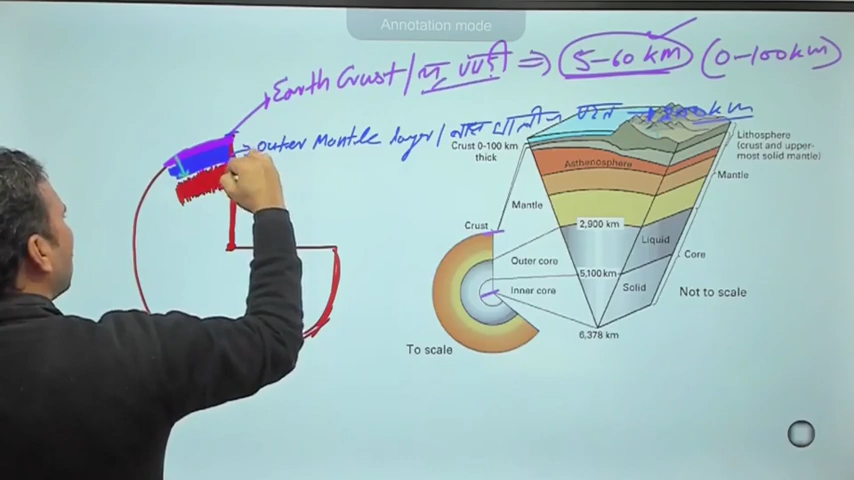 Annotation mode
Earth Crust / भू पर्पटी ⇒ 5-60 km (0-100km)
Outer Mantle layer /
परत
km
Crust 0-100 km
thick
Asthenosphere
Lithosphere
(crust and upper-
most solid mantle)
Mantle
Mantle
Crust
2,900 km
Liquid
Outer core
Core
5,100 km
Inner core
Solid
Not to scale
6,378 km
To scale